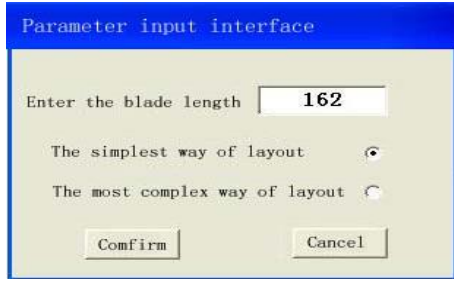 Parameter input interface
Enter the blade length 162
The simplest way of layout
The most complex way of layout
Comfirm Cancel